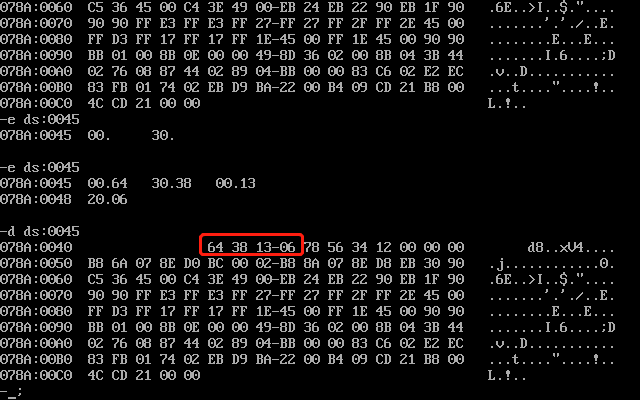 078A:0060  C5 36 45 00 C4 3E 49 00-EB 24 EB 22 90 EB 1F 90   .6E..>I..$."....
078A:0070  90 90 FF E3 FF E3 FF 27-FF 27 FF 2F FF 2E 45 00   .......'.'./..E.
078A:0080  FF D3 FF 17 FF 17 FF 1E-45 00 FF 1E 45 00 90 90   ........E...E...
078A:0090  BB 01 00 8B 0E 00 00 49-8D 36 02 00 8B 04 3B 44   .......I.6....;D
078A:00A0  02 76 08 87 44 02 89 04-BB 00 00 83 C6 02 E2 EC   .v..D...........
078A:00B0  83 FB 01 74 02 EB D9 BA-22 00 B4 09 CD 21 B8 00   ...t...."....!..
078A:00C0  4C CD 21 00 00   L.!..
-e ds:0045
078A:0045  00.   30.
-e ds:0045
078A:0045  00.64   30.38   00.13
078A:0048  20.06
-d ds:0045
078A:0040  64 38 13-06 78 56 34 12 00 00 00   d8..xV4....
078A:0050  B8 6A 07 8E D0 BC 00 02-B8 8A 07 8E D8 EB 30 90   .j............0.
078A:0060  C5 36 45 00 C4 3E 49 00-EB 24 EB 22 90 EB 1F 90   .6E..>I..$."....
078A:0070  90 90 FF E3 FF E3 FF 27-FF 27 FF 2F FF 2E 45 00   .......'.'./..E.
078A:0080  FF D3 FF 17 FF 17 FF 1E-45 00 FF 1E 45 00 90 90   ........E...E...
078A:0090  BB 01 00 8B 0E 00 00 49-8D 36 02 00 8B 04 3B 44   .......I.6....;D
078A:00A0  02 76 08 87 44 02 89 04-BB 00 00 83 C6 02 E2 EC   .v..D...........
078A:00B0  83 FB 01 74 02 EB D9 BA-22 00 B4 09 CD 21 B8 00   ...t...."....!..
078A:00C0  4C CD 21 00 00   L.!..
-_;